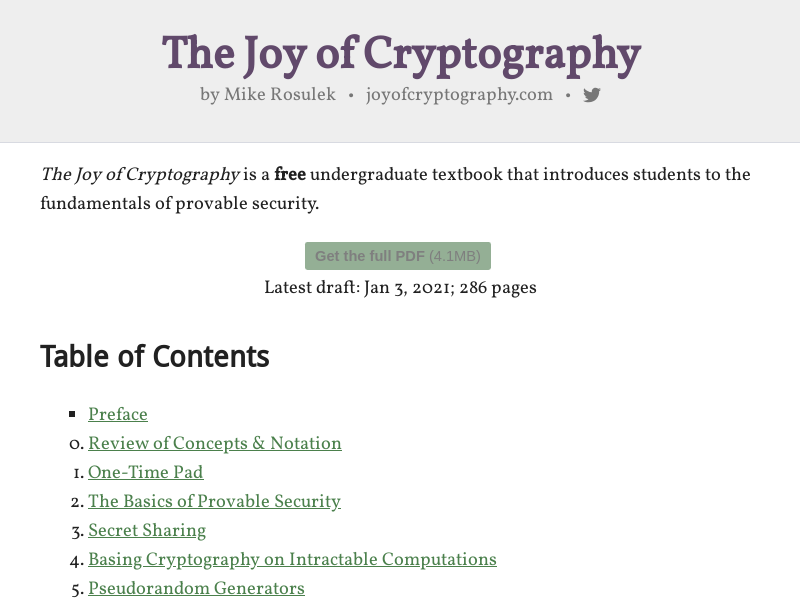 The Joy of Cryptography
by Mike Rosulek • joyofcryptography.com •
The Joy of Cryptography is a free undergraduate textbook that introduces students to the
fundamentals of provable security.
Get the full PDF (4.1MB)
Latest draft: Jan 3, 2021; 286 pages
Table of Contents
▪ Preface
0. Review of Concepts & Notation
1. One-Time Pad
2. The Basics of Provable Security
3. Secret Sharing
4. Basing Cryptography on Intractable Computations
5. Pseudorandom Generators